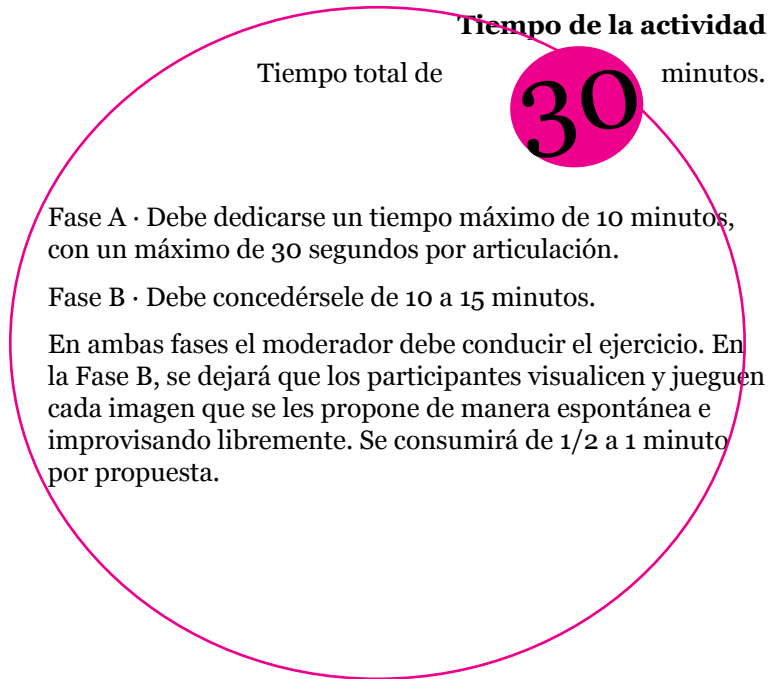 Tiempo de la actividad
Tiempo total de 30 minutos.
Fase A · Debe dedicarse un tiempo máximo de 10 minutos,
con un máximo de 30 segundos por articulación.
Fase B · Debe concedérsele de 10 a 15 minutos.
En ambas fases el moderador debe conducir el ejercicio. En
la Fase B, se dejará que los participantes visualicen y jueguen
cada imagen que se les propone de manera espontánea e
improvisando libremente. Se consumirá de 1/2 a 1 minuto
por propuesta.